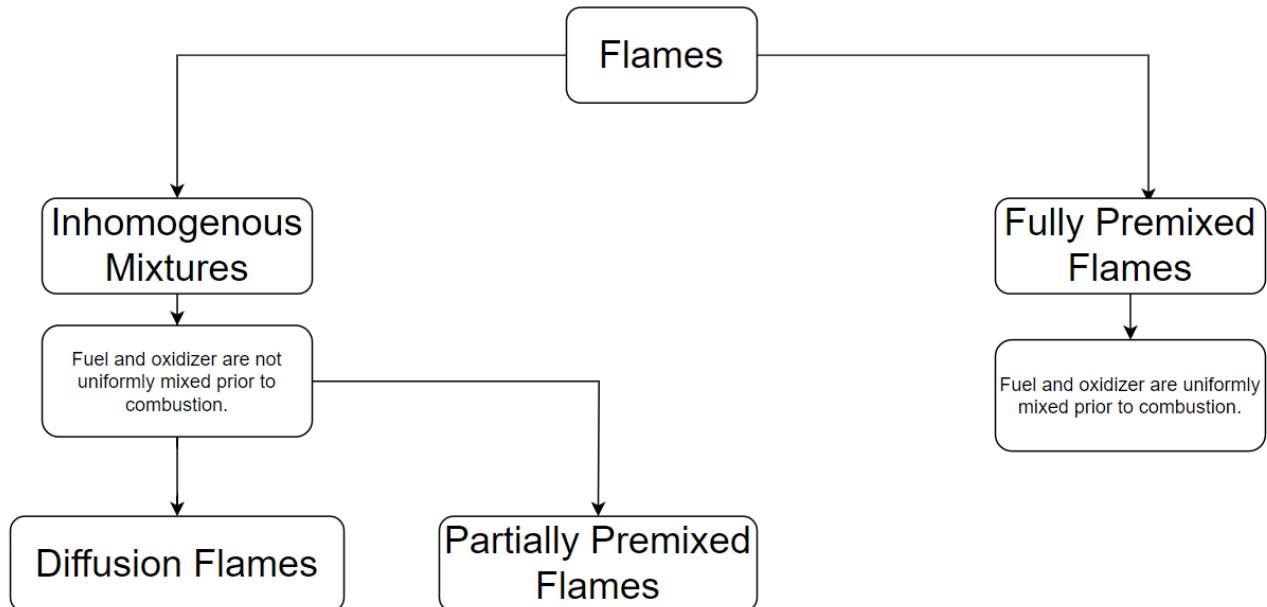 Flames
Inhomogenous
Mixtures
Fully Premixed
Flames
Fuel and oxidizer are not
uniformly mixed prior to
combustion.
Fuel and oxidizer are uniformly
mixed prior to combustion.
Diffusion Flames
Partially Premixed
Flames